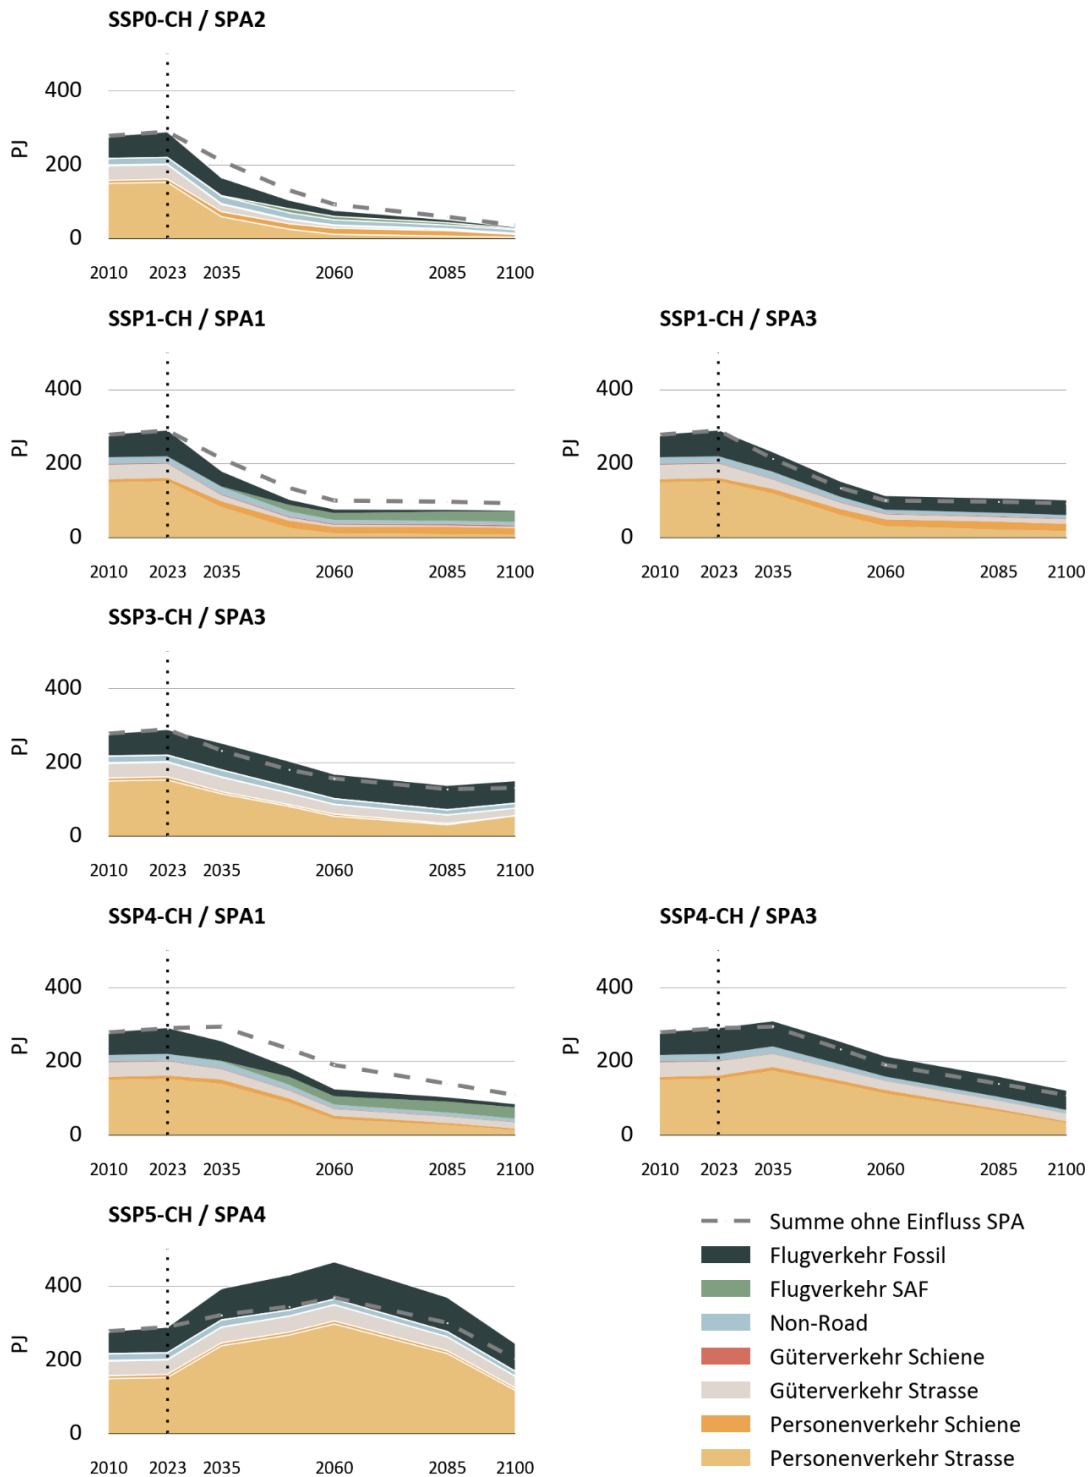 SSP0-CH / SPA2
400
200
0
PJ
2010 2023 2035 2060 2085 2100
SSP1-CH / SPA1
400
200
0
PJ
2010 2023 2035 2060 2085 2100
SSP1-CH / SPA3
400
200
0
PJ
2010 2023 2035 2060 2085 2100
SSP3-CH / SPA3
400
200
0
PJ
2010 2023 2035 2060 2085 2100
SSP4-CH / SPA1
400
200
0
PJ
2010 2023 2035 2060 2085 2100
SSP4-CH / SPA3
400
200
0
PJ
2010 2023 2035 2060 2085 2100
SSP5-CH / SPA4
400
200
0
PJ
2010 2023 2035 2060 2085 2100
Summe ohne Einfluss SPA
Flugverkehr Fossil
Flugverkehr SAF
Non-Road
Güterverkehr Schiene
Güterverkehr Strasse
Personenverkehr Schiene
Personenverkehr Strasse